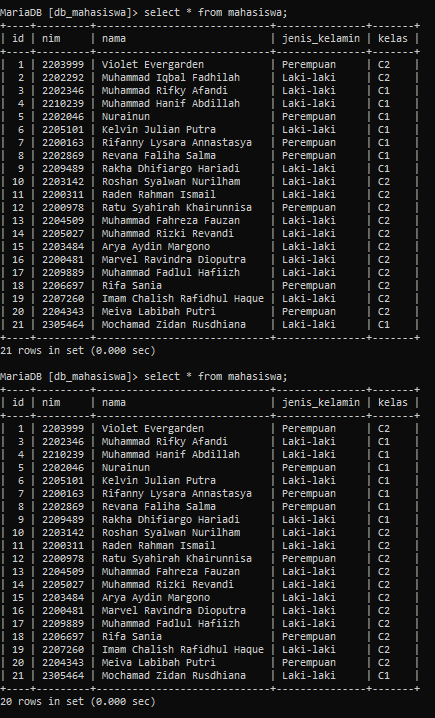 MariaDB [db_mahasiswa]> select * from mahasiswa;
+----+---------+----------------------------+---------------+-------+
| id | nim     | nama                       | jenis_kelamin | kelas |
+----+---------+----------------------------+---------------+-------+
|  1 | 2203999 | Violet Evergarden          | Perempuan     | C2    |
|  2 | 2202292 | Muhammad Iqbal Fadhilah    | Laki-laki     | C2    |
|  3 | 2202346 | Muhammad Rifky Afandi      | Laki-laki     | C1    |
|  4 | 2210239 | Muhammad Hanif Abdillah    | Laki-laki     | C2    |
|  5 | 2202046 | Nurainun                   | Perempuan     | C1    |
|  6 | 2205101 | Kelvin Julian Putra        | Laki-laki     | C1    |
|  7 | 2200163 | Rifanny Lysara Annastasya  | Perempuan     | C1    |
|  8 | 2202869 | Revana Faliha Salma        | Perempuan     | C1    |
|  9 | 2209489 | Rakha Dhifiargo Hariadi    | Laki-laki     | C1    |
| 10 | 2203142 | Roshan Syalwan Nurilham    | Laki-laki     | C2    |
| 11 | 2200311 | Raden Rahman Ismail        | Laki-laki     | C2    |
| 12 | 2200978 | Ratu Syahirah Khairunnisa  | Perempuan     | C2    |
| 13 | 2204509 | Muhammad Fahreza Fauzan    | Laki-laki     | C2    |
| 14 | 2205027 | Muhammad Rizki Revandi     | Laki-laki     | C2    |
| 15 | 2203484 | Arya Aydin Margono         | Laki-laki     | C2    |
| 16 | 2200481 | Marvel Ravindra Dioputra   | Laki-laki     | C2    |
| 17 | 2209889 | Muhammad Fadlul Hafiizh    | Laki-laki     | C2    |
| 18 | 2206697 | Rifa Sania                 | Perempuan     | C2    |
| 19 | 2207260 | Imam Chalish Rafidhul Haque | Laki-laki     | C2    |
| 20 | 2204343 | Meiva Labibah Putri        | Perempuan     | C2    |
| 21 | 2305464 | Mochamad Zidan Rusdhiana   | Laki-laki     | C1    |
+----+---------+----------------------------+---------------+-------+
21 rows in set (0.000 sec)
MariaDB [db_mahasiswa]> select * from mahasiswa;
+----+---------+----------------------------+---------------+-------+
| id | nim     | nama                       | jenis_kelamin | kelas |
+----+---------+----------------------------+---------------+-------+
|  1 | 2203999 | Violet Evergarden          | Perempuan     | C2    |
|  3 | 2202346 | Muhammad Rifky Afandi      | Laki-laki     | C1    |
|  4 | 2210239 | Muhammad Hanif Abdillah    | Laki-laki     | C2    |
|  5 | 2202046 | Nurainun                   | Perempuan     | C1    |
|  6 | 2205101 | Kelvin Julian Putra        | Laki-laki     | C1    |
|  7 | 2200163 | Rifanny Lysara Annastasya  | Perempuan     | C1    |
|  8 | 2202869 | Revana Faliha Salma        | Perempuan     | C1    |
|  9 | 2209489 | Rakha Dhifiargo Hariadi    | Laki-laki     | C1    |
| 10 | 2203142 | Roshan Syalwan Nurilham    | Laki-laki     | C2    |
| 11 | 2200311 | Raden Rahman Ismail        | Laki-laki     | C2    |
| 12 | 2200978 | Ratu Syahirah Khairunnisa  | Perempuan     | C2    |
| 13 | 2204509 | Muhammad Fahreza Fauzan    | Laki-laki     | C2    |
| 14 | 2205027 | Muhammad Rizki Revandi     | Laki-laki     | C2    |
| 15 | 2203484 | Arya Aydin Margono         | Laki-laki     | C2    |
| 16 | 2200481 | Marvel Ravindra Dioputra   | Laki-laki     | C2    |
| 17 | 2209889 | Muhammad Fadlul Hafiizh    | Laki-laki     | C2    |
| 18 | 2206697 | Rifa Sania                 | Perempuan     | C2    |
| 19 | 2207260 | Imam Chalish Rafidhul Haque | Laki-laki     | C2    |
| 20 | 2204343 | Meiva Labibah Putri        | Perempuan     | C2    |
| 21 | 2305464 | Mochamad Zidan Rusdhiana   | Laki-laki     | C1    |
+----+---------+----------------------------+---------------+-------+
20 rows in set (0.000 sec)